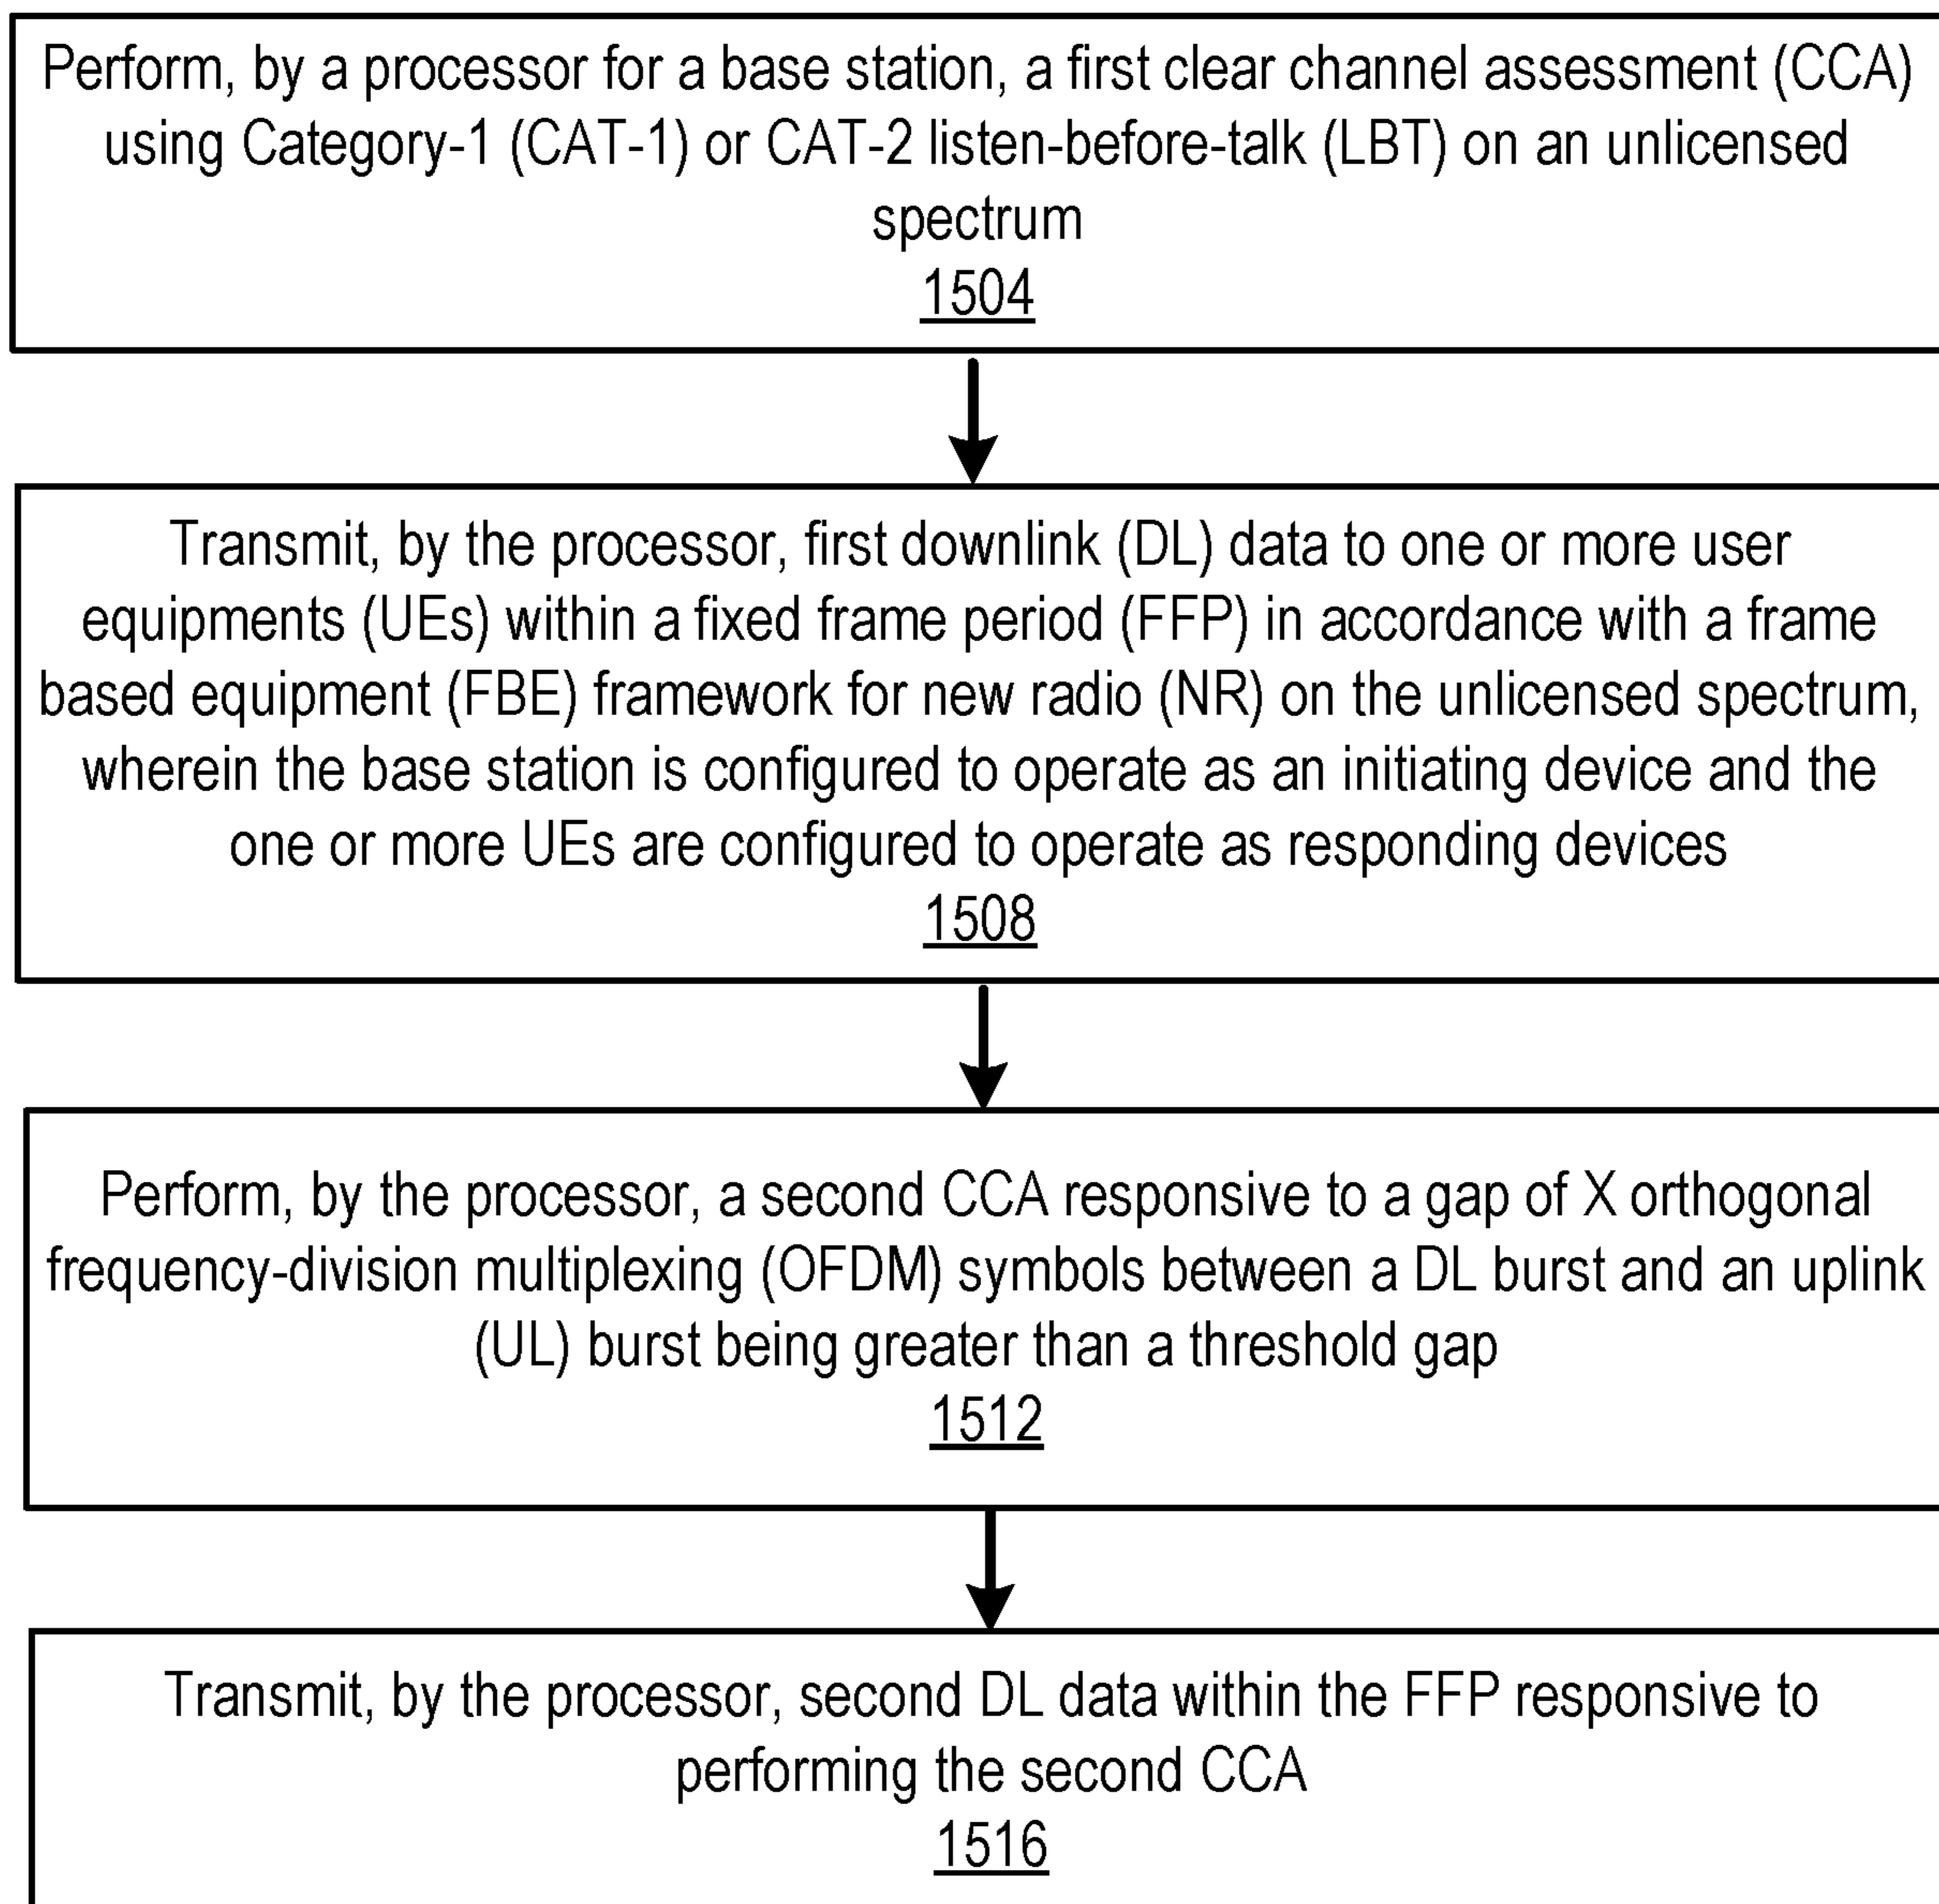 Perform, by a processor for a base station, a first clear channel assessment (CCA)
using Category-1 (CAT-1) or CAT-2 listen-before-talk (LBT) on an unlicensed
spectrum
1504
Transmit, by the processor, first downlink (DL) data to one or more user
equipments (UEs) within a fixed frame period (FFP) in accordance with a frame
based equipment (FBE) framework for new radio (NR) on the unlicensed spectrum,
wherein the base station is configured to operate as an initiating device and the
one or more UEs are configured to operate as responding devices
1508
Perform, by the processor, a second CCA responsive to a gap of X orthogonal
frequency-division multiplexing (OFDM) symbols between a DL burst and an uplink
(UL) burst being greater than a threshold gap
1512
Transmit, by the processor, second DL data within the FFP responsive to
performing the second CCA
1516